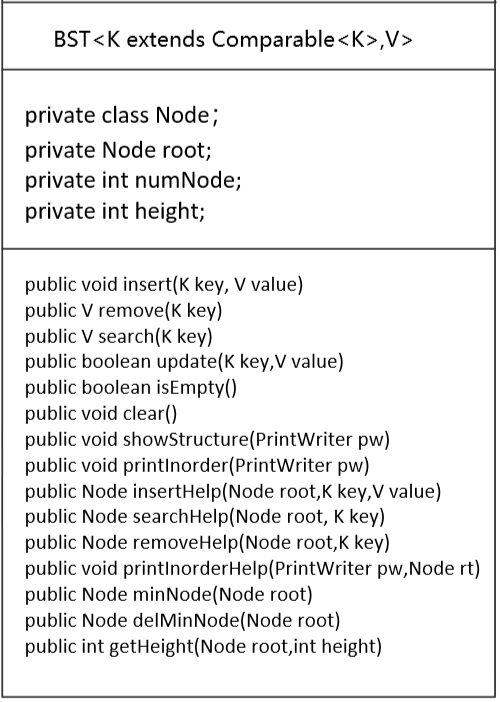 BST<K extends Comparable<K>,V>
private class Node;
private Node root;
private int numNode;
private int height;
public void insert(K key, V value)
public V remove(K key)
public V search(K key)
public boolean update(K key,V value)
public boolean isEmpty()
public void clear()
public void showStructure(PrintWriter pw)
public void printInorder(PrintWriter pw)
public Node insertHelp(Node root,K key,V value)
public Node searchHelp(Node root, K key)
public Node removeHelp(Node root,K key)
public void printInorderHelp(PrintWriter pw,Node rt)
public Node minNode(Node root)
public Node delMinNode(Node root)
public int getHeight(Node root,int height)